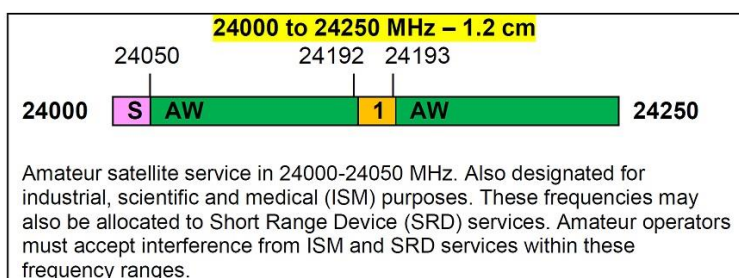 24000 to 24250 MHz – 1.2 cm
24050 24192 24193
24000 S AW 1 AW 24250
Amateur satellite service in 24000-24050 MHz. Also designated for
industrial, scientific and medical (ISM) purposes. These frequencies may
also be allocated to Short Range Device (SRD) services. Amateur operators
must accept interference from ISM and SRD services within these
frequency ranges.